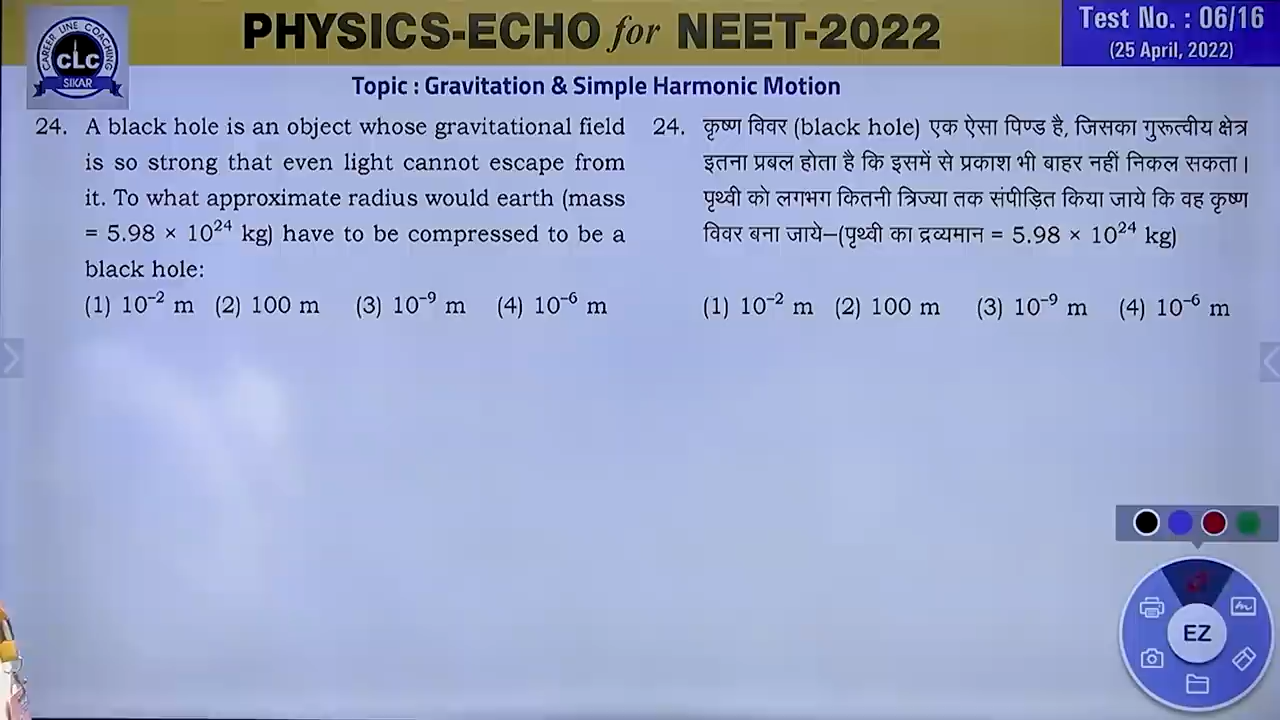 PHYSICS-ECHO for NEET-2022
Test No. : 06/16
(25 April, 2022)
CAREER LINE COACHING
CLC
SIKAR
Topic : Gravitation & Simple Harmonic Motion
24. A black hole is an object whose gravitational field
is so strong that even light cannot escape from
it. To what approximate radius would earth (mass
= 5.98 × 10²⁴ kg) have to be compressed to be a
black hole:
(1) 10⁻² m (2) 100 m (3) 10⁻⁹ m (4) 10⁻⁶ m
24. कृष्ण विवर (black hole) एक ऐसा पिण्ड है, जिसका गुरूत्वीय क्षेत्र
इतना प्रबल होता है कि इसमें से प्रकाश भी बाहर नहीं निकल सकता।
पृथ्वी को लगभग कितनी त्रिज्या तक संपीड़ित किया जाये कि वह कृष्ण
विवर बना जाये–(पृथ्वी का द्रव्यमान = 5.98 × 10²⁴ kg)
(1) 10⁻² m (2) 100 m (3) 10⁻⁹ m (4) 10⁻⁶ m
EZ